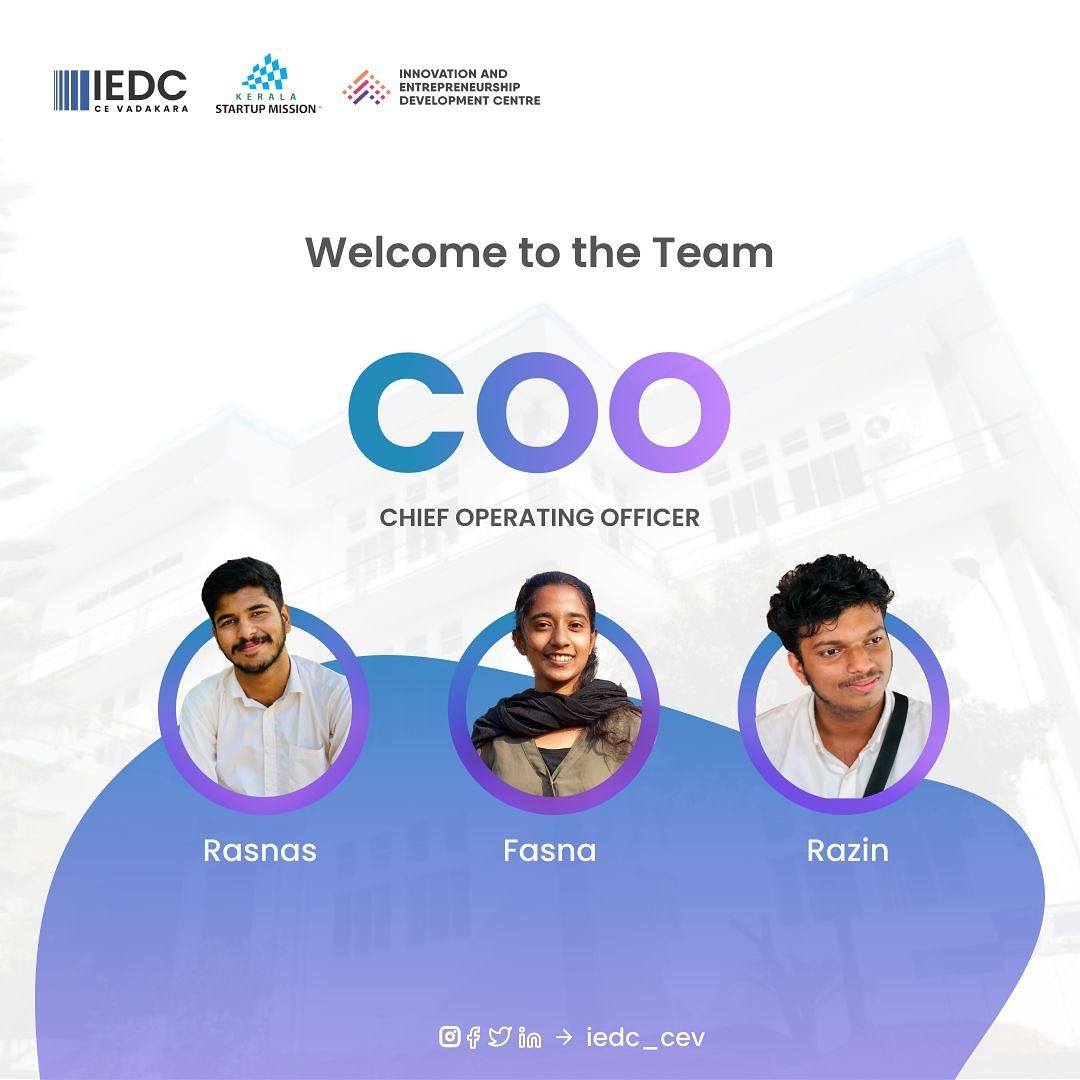 IEDC
CE VADAKARA
KERALA
STARTUP MISSION
INNOVATION AND
ENTREPRENEURSHIP
DEVELOPMENT CENTRE
Welcome to the Team
COO
CHIEF OPERATING OFFICER
Rasnas
Fasna
Razin
→ iedc_cev